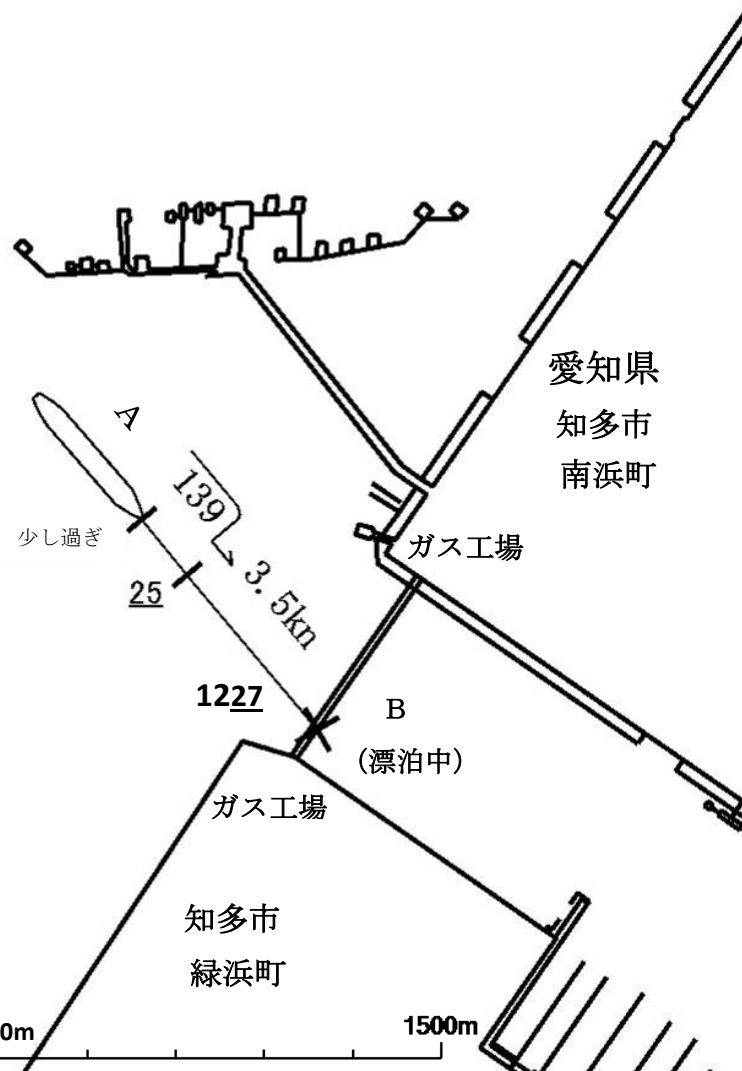 愛知県
知多市
南浜町
A
139
3.5kn
少し過ぎ
25
ガス工場
1227
B
(漂泊中)
ガス工場
知多市
緑浜町
0m
1500m